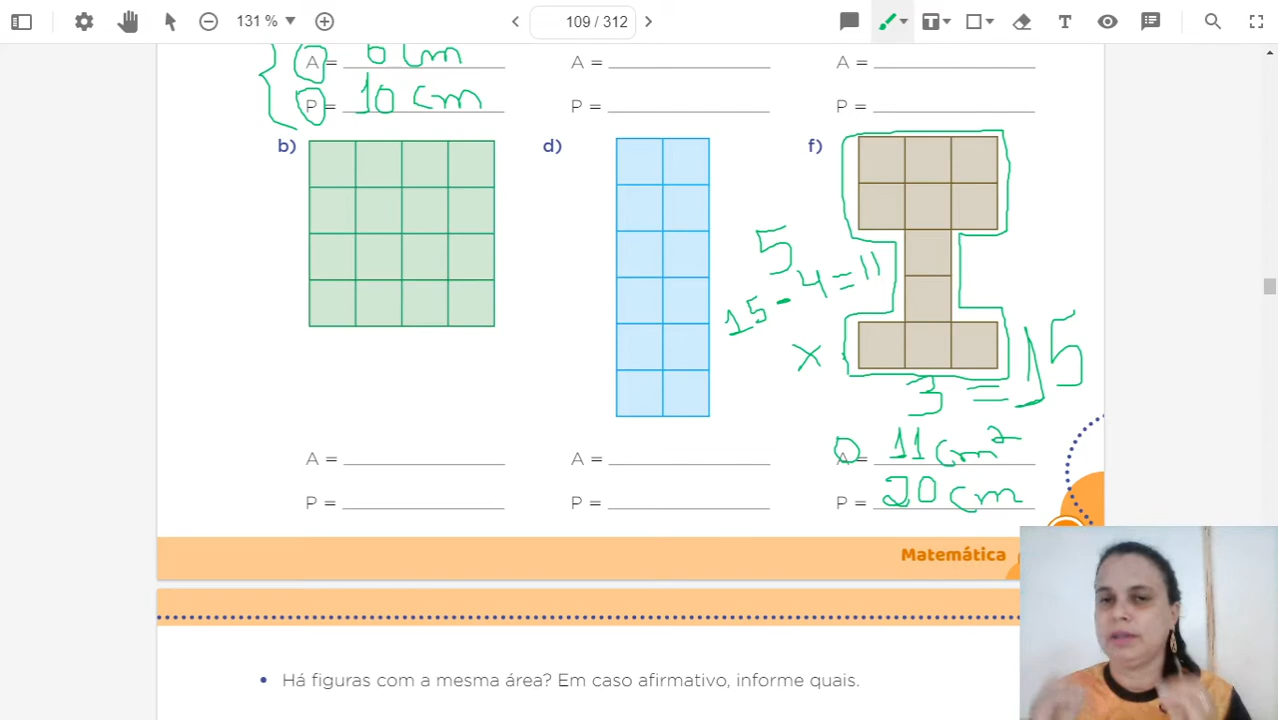 131 %
109 / 312
A = 6 cm
A =
A =
P = 10 cm
P =
P =
b)
d)
f)
5
15 - 4 = 11
x
3 = 15
A =
A =
A = 11 cm²
P =
P =
P = 20 cm
Matemática
• Há figuras com a mesma área? Em caso afirmativo, informe quais.